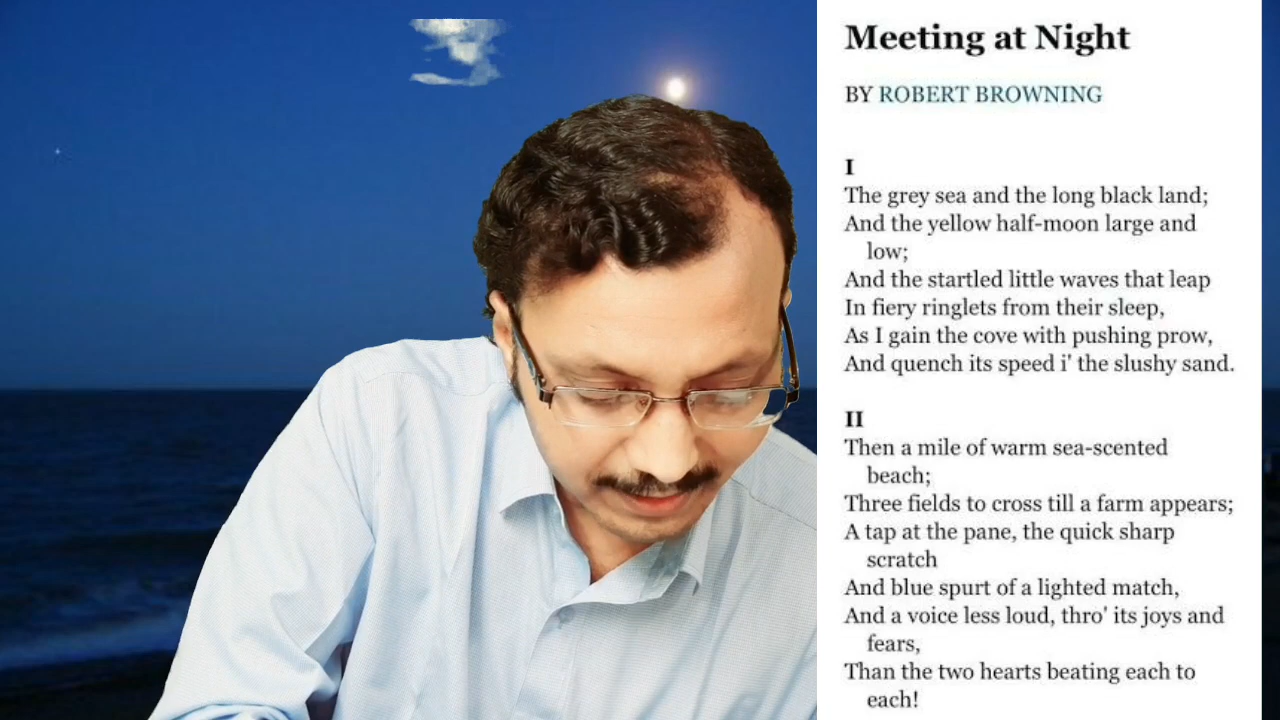 Meeting at Night
BY ROBERT BROWNING
I
The grey sea and the long black land;
And the yellow half-moon large and
low;
And the startled little waves that leap
In fiery ringlets from their sleep,
As I gain the cove with pushing prow,
And quench its speed i' the slushy sand.
II
Then a mile of warm sea-scented
beach;
Three fields to cross till a farm appears;
A tap at the pane, the quick sharp
scratch
And blue spurt of a lighted match,
And a voice less loud, thro' its joys and
fears,
Than the two hearts beating each to
each!